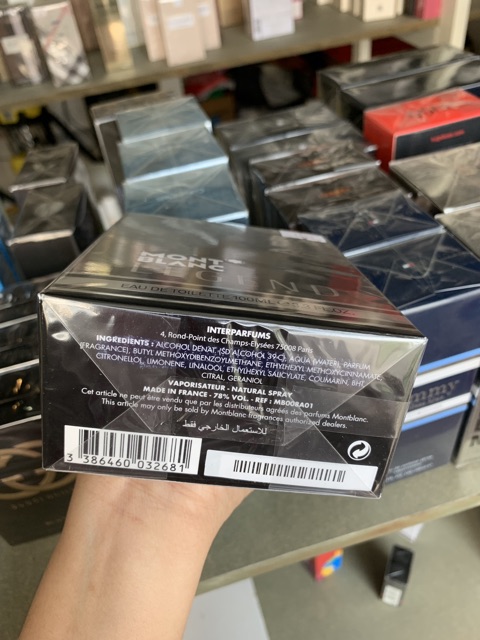 MONT
BLANC
LEGEND
EAU DE TOILETTE
INTERPARFUMS
4, Rond-Point des Champs-Elysées 75008 Paris
INGREDIENTS: ALCOHOL DENAT. (SD ALCOHOL 39-C), AQUA (WATER), PARFUM
(FRAGRANCE), BUTYL METHOXYDIBENZOYLMETHANE, ETHYLHEXYL METHOXYCINNAMATE,
CITRONELLOL, LIMONENE, LINALOOL, ETHYLHEXYL SALICYLATE, COUMARIN, BHT,
CITRAL, GERANIOL
VAPORISATEUR - NATURAL SPRAY
MADE IN FRANCE - 78% VOL - REF : MB008A01
Cet article ne peut être vendu que par les distributeurs agréés des parfums Montblanc.
This article may only be sold by Montblanc fragrances authorised dealers.
للاستعمال الخارجي فقط
3 386460 032681